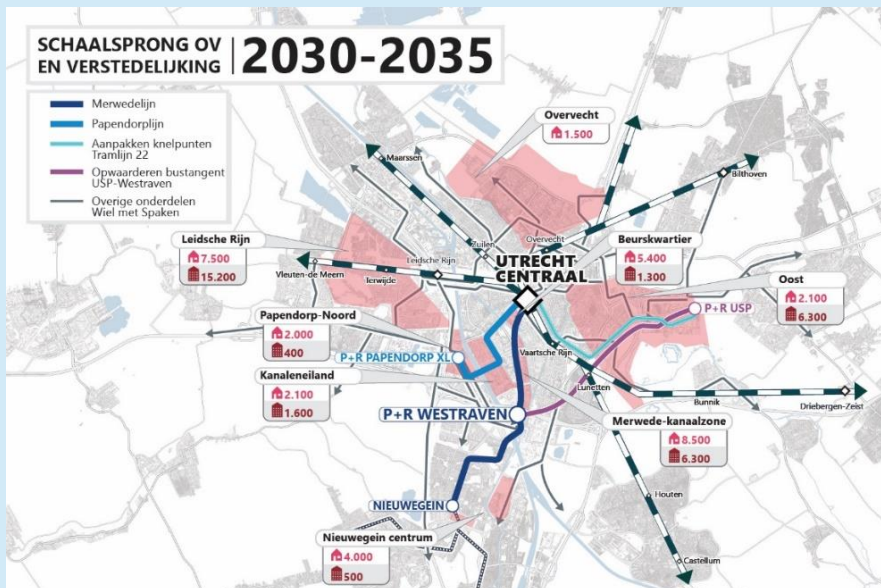 SCHAALSPRONG OV
EN VERSTEDELIJKING
2030-2035
Merwedelijn
Papendorplijn
Aanpakken knelpunten
Tramlijn 22
Opwaarderen bustangent
USP-Westraven
Overige onderdelen
Wiel met Spaken
Overvecht
1.500
Maarssen
Bilthoven
Leidsche Rijn
7.500
15.200
Zuilen
Overvecht
Leidsche Rijn
Vleuten-de Meern
Terwijde
UTRECHT
CENTRAAL
Beurskwartier
5.400
1.300
Oost
2.100
6.300
P+R USP
Papendorp-Noord
2.000
400
P+R PAPENDORP XL
Vaartsche Rijn
Lunetten
Bunnik
Driebergen-Zeist
Kanaleneiland
2.100
1.600
P+R WESTRAVEN
Merwede-kanaalzone
8.500
6.300
NIEUWEGEIN
Houten
Nieuwegein centrum
4.000
500
Castellum